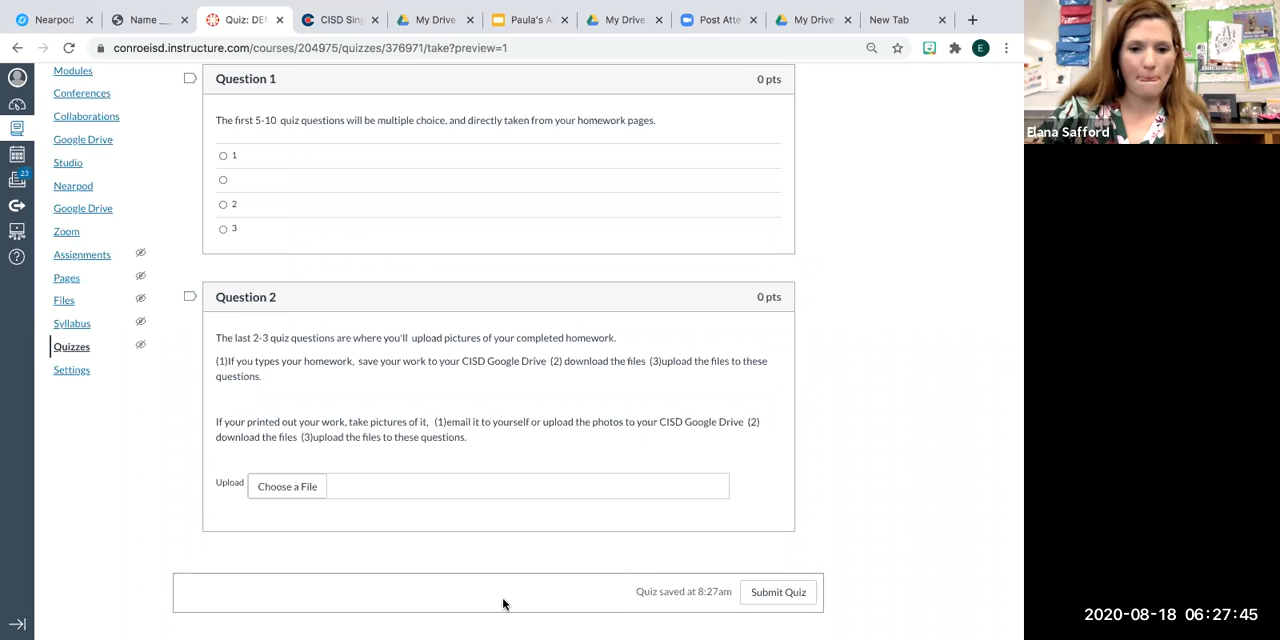 Nearpod
Name __
Quiz: DEM
CISD Sing
My Drive
Paula's A
My Drive
Post Atte
My Drive
New Tab
conroeisd.instructure.com/courses/204975/quizzes/376971/take?preview=1
E
Elana Safford
23
Modules
Conferences
Collaborations
Google Drive
Studio
Nearpod
Google Drive
Zoom
Assignments
Pages
Files
Syllabus
Quizzes
Settings
Question 1 0 pts
The first 5-10 quiz questions will be multiple choice, and directly taken from your homework pages.
1
2
3
Question 2 0 pts
The last 2-3 quiz questions are where you'll upload pictures of your completed homework.
(1)If you types your homework, save your work to your CISD Google Drive (2) download the files (3)upload the files to these
questions.
If your printed out your work, take pictures of it, (1)email it to yourself or upload the photos to your CISD Google Drive (2)
download the files (3)upload the files to these questions.
Upload Choose a File
Quiz saved at 8:27am Submit Quiz
2020-08-18 06:27:45